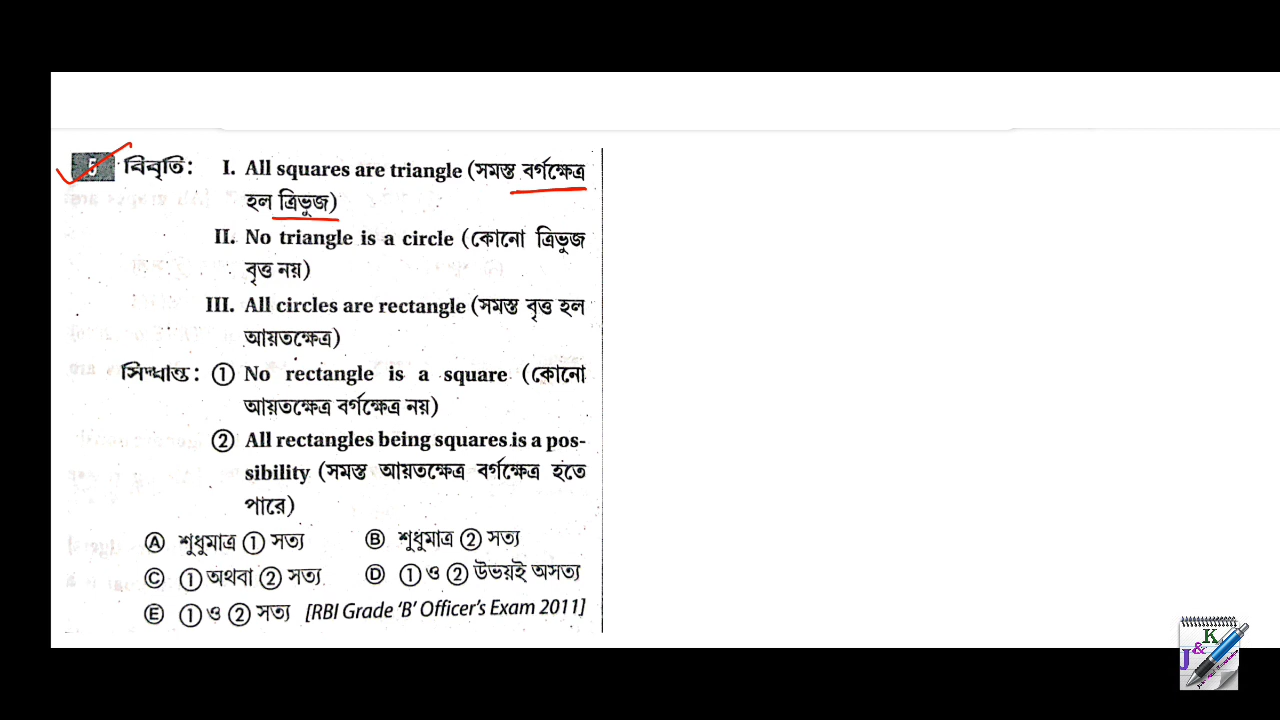 5 বিবৃতি: I. All squares are triangle (সমস্ত বর্গক্ষেত্র
হল ত্রিভুজ)
II. No triangle is a circle (কোনো ত্রিভুজ
বৃত্ত নয়)
III. All circles are rectangle (সমস্ত বৃত্ত হল
আয়তক্ষেত্র)
সিদ্ধান্ত: ① No rectangle is a square (কোনো
আয়তক্ষেত্র বর্গক্ষেত্র নয়)
② All rectangles being squares is a pos-
sibility (সমস্ত আয়তক্ষেত্র বর্গক্ষেত্র হতে
পারে)
Ⓐ শুধুমাত্র ① সত্য Ⓑ শুধুমাত্র ② সত্য
Ⓒ ① অথবা ② সত্য Ⓓ ① ও ② উভয়ই অসত্য
Ⓔ ① ও ② সত্য [RBI Grade 'B' Officer's Exam 2011]
J&K